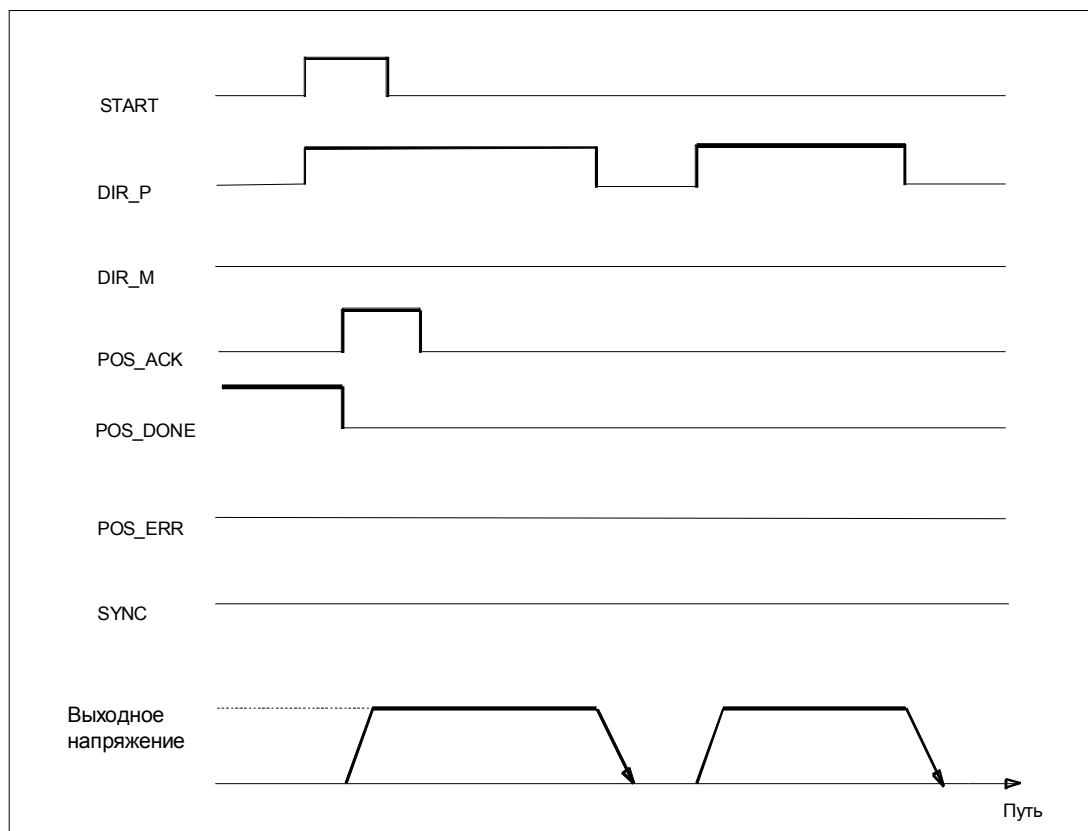 START
DIR_P
DIR_M
POS_ACK
POS_DONE
POS_ERR
SYNC
Выходное
напряжение
Путь